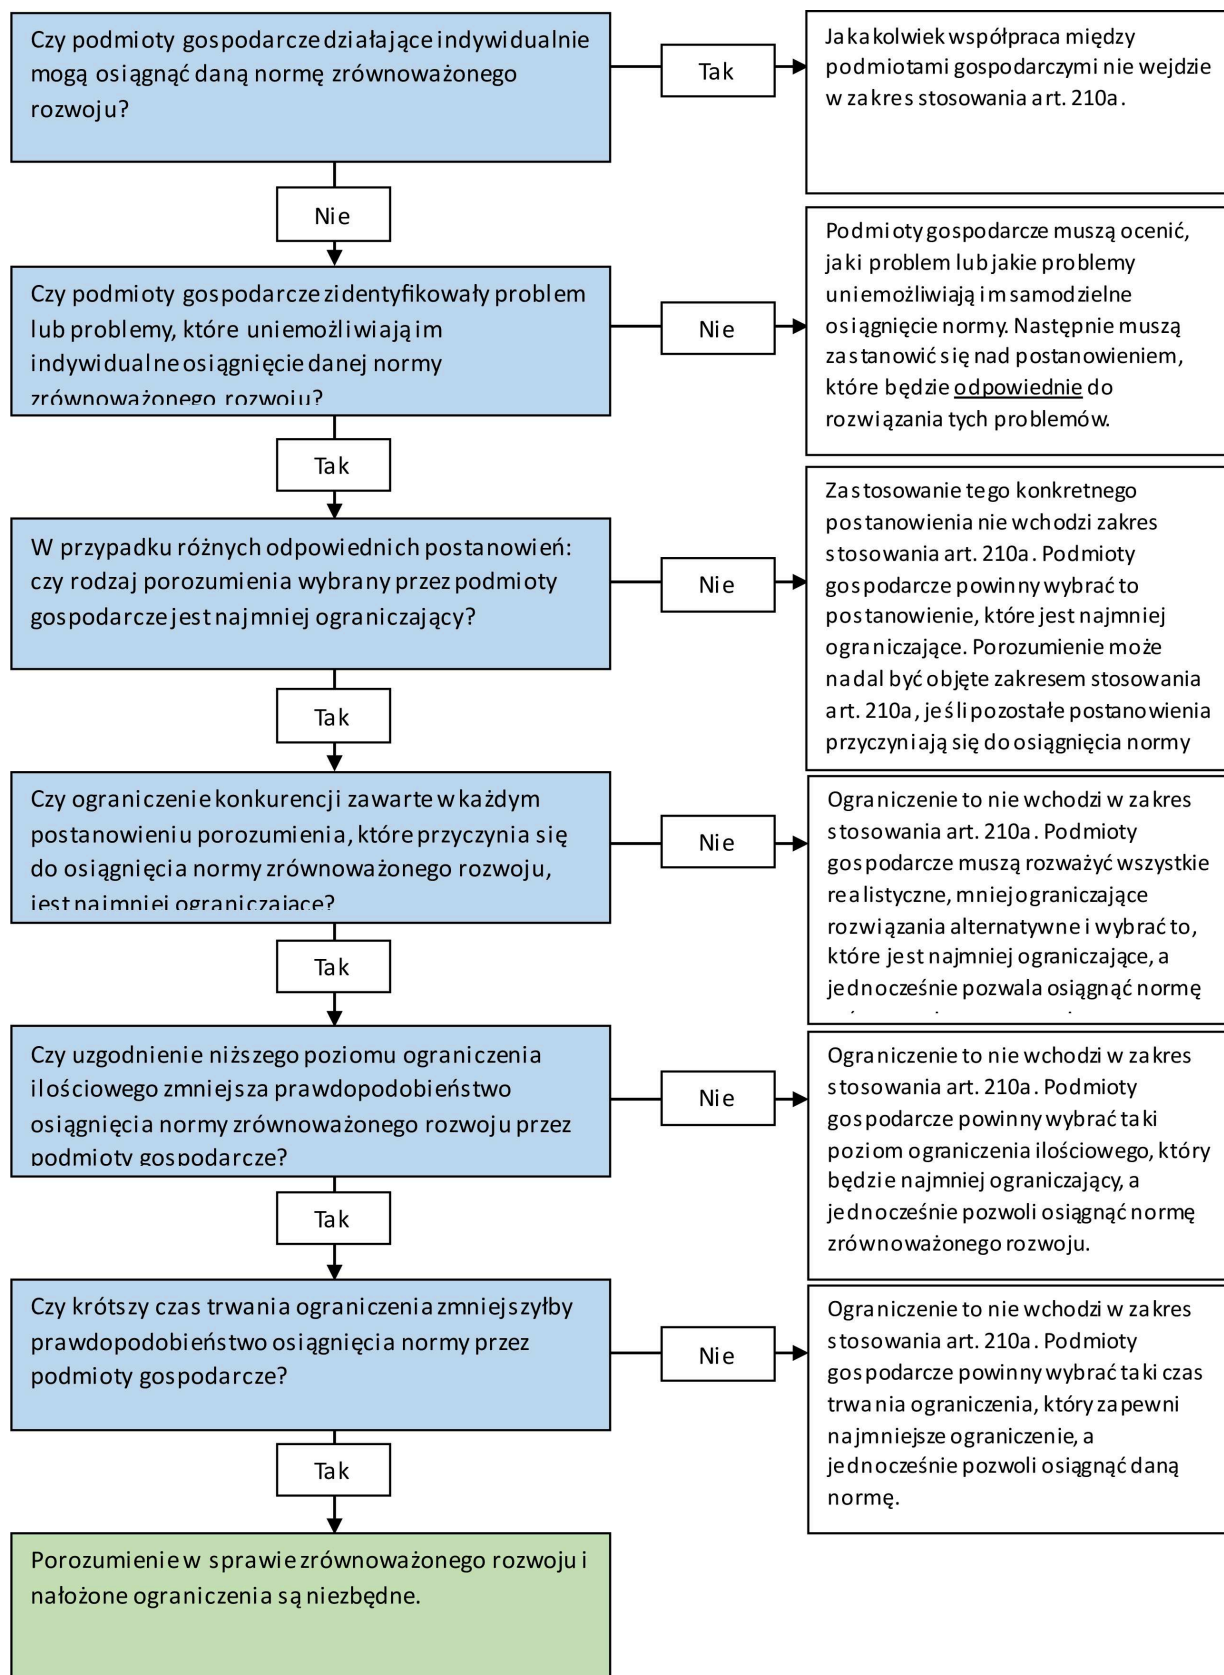 Czy podmioty gospodarcze działające indywidualnie
mogą osiągnąć daną normę zrównoważonego
rozwoju?
Tak
Jakakolwiek współpraca między
podmiotami gospodarczymi nie wejdzie
w zakres stosowania art. 210a.
Nie
Czy podmioty gospodarcze zidentyfikowały problem
lub problemy, które uniemożliwiają im
indywidualne osiągnięcie danej normy
zrównoważonego rozwoju?
Nie
Podmioty gospodarcze muszą ocenić,
jaki problem lub jakie problemy
uniemożliwiają im samodzielne
osiągnięcie normy. Następnie muszą
zastanowić się nad postanowieniem,
które będzie odpowiednie do
rozwiązania tych problemów.
Tak
W przypadku różnych odpowiednich postanowień:
czy rodzaj porozumienia wybrany przez podmioty
gospodarcze jest najmniej ograniczający?
Nie
Zastosowanie tego konkretnego
postanowienia nie wchodzi zakres
stosowania art. 210a. Podmioty
gospodarcze powinny wybrać to
postanowienie, które jest najmniej
ograniczające. Porozumienie może
nadal być objęte zakresem stosowania
art. 210a, jeśli pozostałe postanowienia
przyczyniają się do osiągnięcia normy
Tak
Czy ograniczenie konkurencji zawarte w każdym
postanowieniu porozumienia, które przyczynia się
do osiągnięcia normy zrównoważonego rozwoju,
jest najmniej ograniczające?
Nie
Ograniczenie to nie wchodzi w zakres
stosowania art. 210a. Podmioty
gospodarcze muszą rozważyć wszystkie
realistyczne, mniej ograniczające
rozwiązania alternatywne i wybrać to,
które jest najmniej ograniczające, a
jednocześnie pozwala osiągnąć normę
Tak
Czy uzgodnienie niższego poziomu ograniczenia
ilościowego zmniejsza prawdopodobieństwo
osiągnięcia normy zrównoważonego rozwoju przez
podmioty gospodarcze?
Nie
Ograniczenie to nie wchodzi w zakres
stosowania art. 210a. Podmioty
gospodarcze powinny wybrać taki
poziom ograniczenia ilościowego, który
będzie najmniej ograniczający, a
jednocześnie pozwoli osiągnąć normę
zrównoważonego rozwoju.
Tak
Czy krótszy czas trwania ograniczenia zmniejszyłby
prawdopodobieństwo osiągnięcia normy przez
podmioty gospodarcze?
Nie
Ograniczenie to nie wchodzi w zakres
stosowania art. 210a. Podmioty
gospodarcze powinny wybrać taki czas
trwania ograniczenia, który zapewni
najmniejsze ograniczenie, a
jednocześnie pozwoli osiągnąć daną
normę.
Tak
Porozumienie w sprawie zrównoważonego rozwoju i
nałożone ograniczenia są niezbędne.